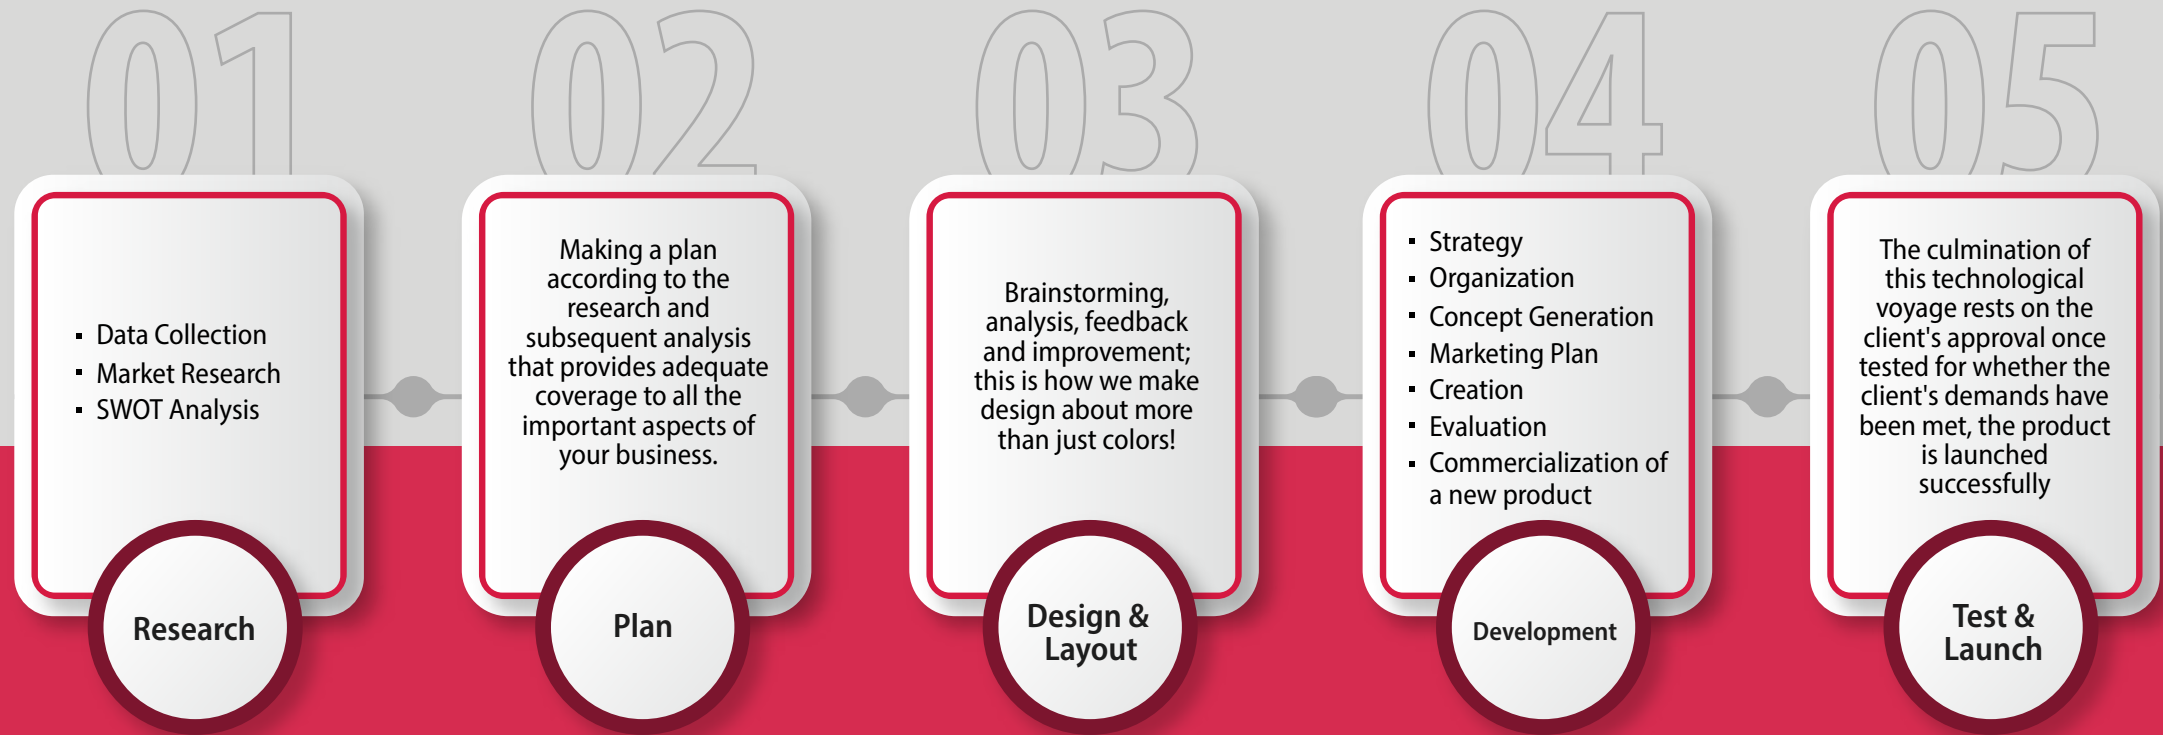 01
Data Collection
Market Research
SWOT Analysis
Research
02
Making a plan
according to the
research and
subsequent analysis
that provides adequate
coverage to all the
important aspects of
your business.
Plan
03
Brainstorming,
analysis, feedback
and improvement;
this is how we make
design about more
than just colors!
Design &
Layout
04
Strategy
Organization
Concept Generation
Marketing Plan
Creation
Evaluation
Commercialization of
a new product
Development
05
The culmination of
this technological
voyage rests on the
client's approval once
tested for whether the
client's demands have
been met, the product
is launched
successfully
Test &
Launch